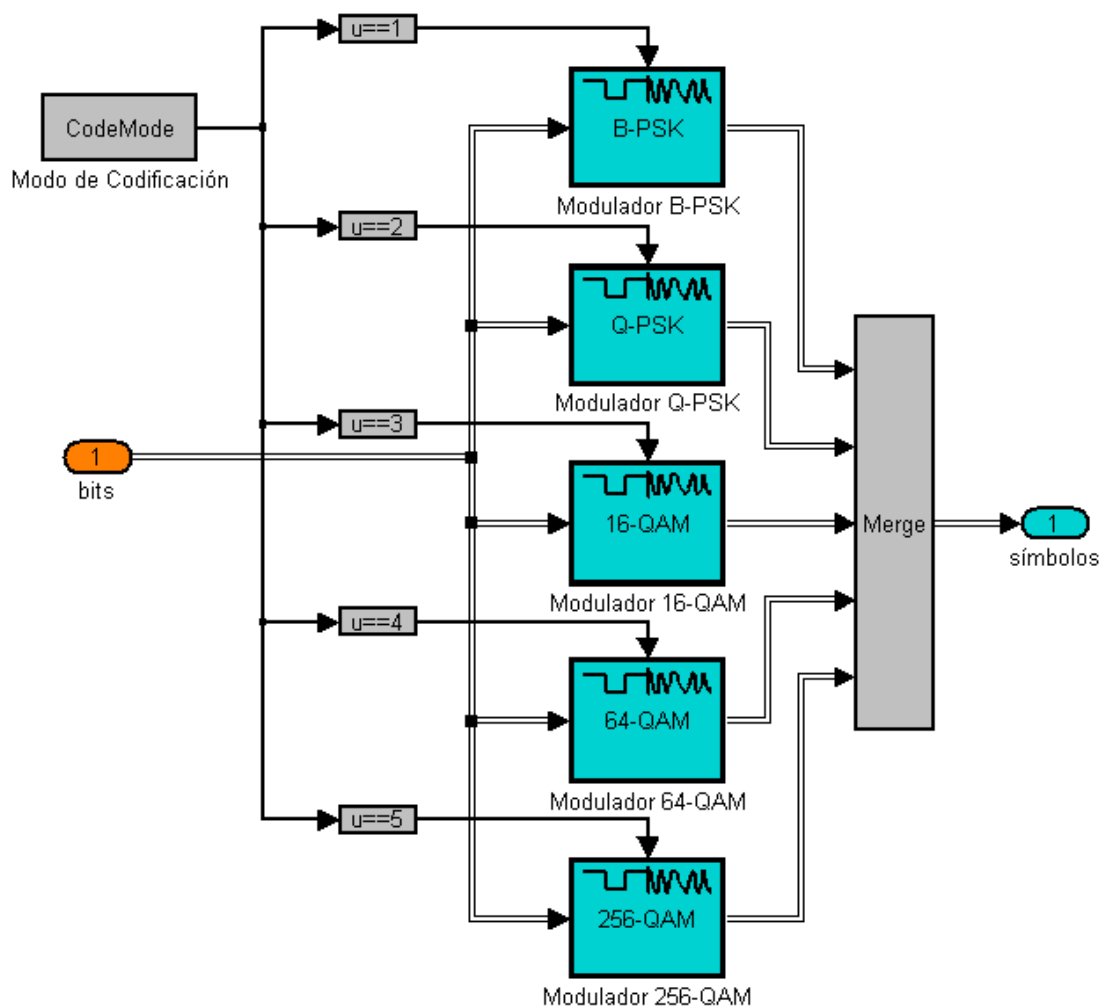 u==1
CodeMode
Modo de Codificación
B-PSK
Modulador B-PSK
u==2
Q-PSK
Modulador Q-PSK
u==3
1
bits
16-QAM
Modulador 16-QAM
Merge
1
símbolos
u==4
64-QAM
Modulador 64-QAM
u==5
256-QAM
Modulador 256-QAM